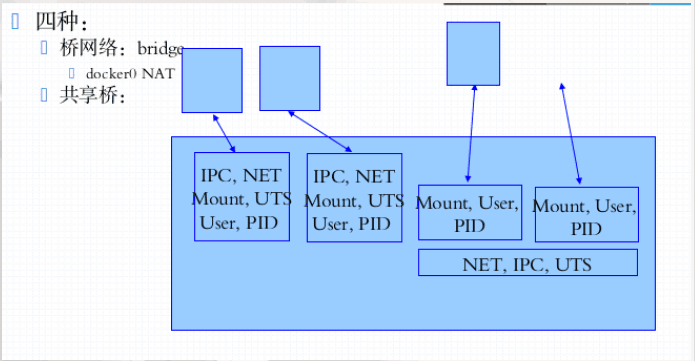 四种：
桥网络：bridge
docker0 NAT
共享桥：
IPC, NET
Mount, UTS
User, PID
IPC, NET
Mount, UTS
User, PID
Mount, User,
PID
Mount, User,
PID
NET, IPC, UTS